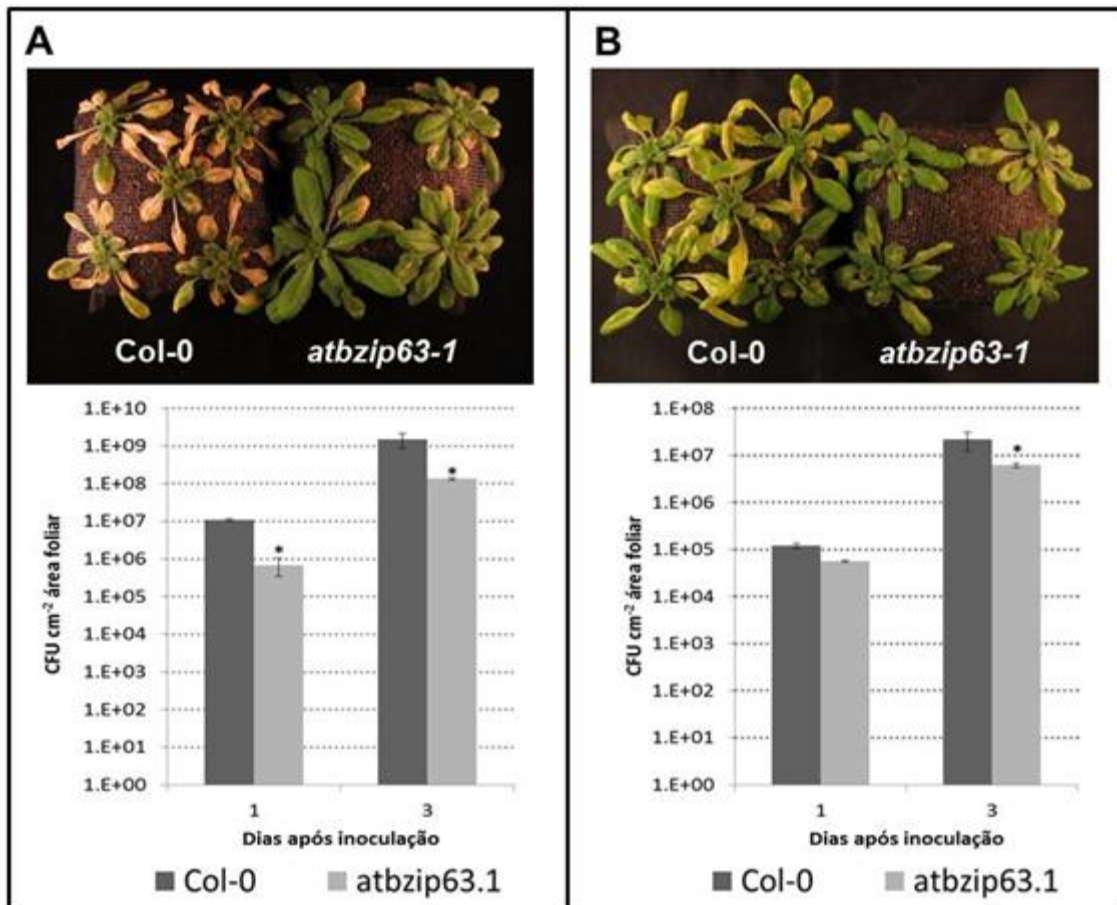 A
Col-0 atbzip63-1
1.E+10
1.E+09
1.E+08
1.E+07
1.E+06
1.E+05
1.E+04
1.E+03
1.E+02
1.E+01
1.E+00
CFU cm⁻² área foliar
*
*
1 3
Dias após inoculação
Col-0 atbzip63.1
B
Col-0 atbzip63-1
1.E+08
1.E+07
1.E+06
1.E+05
1.E+04
1.E+03
1.E+02
1.E+01
1.E+00
CFU cm⁻² área foliar
*
1 3
Dias após inoculação
Col-0 atbzip63.1